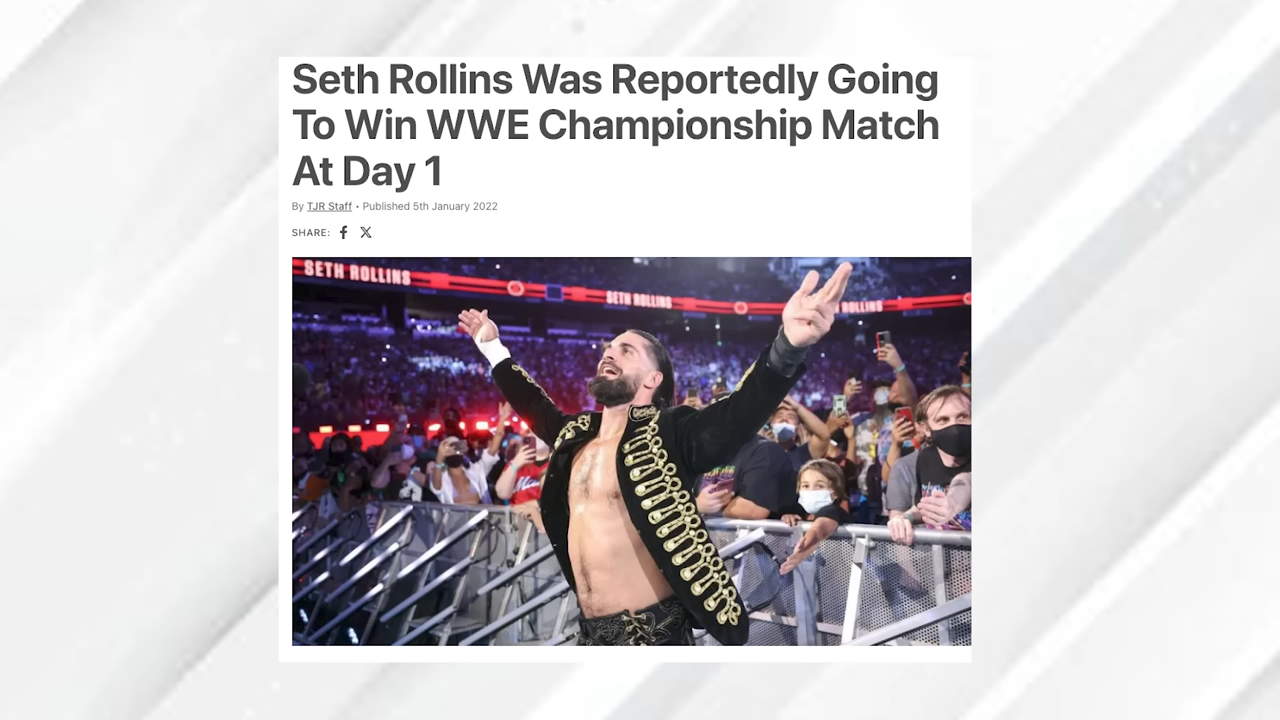 Seth Rollins Was Reportedly Going
To Win WWE Championship Match
At Day 1
By TJR Staff • Published 5th January 2022
SHARE:
SETH ROLLINS
SETH ROLLINS
ROLLINS